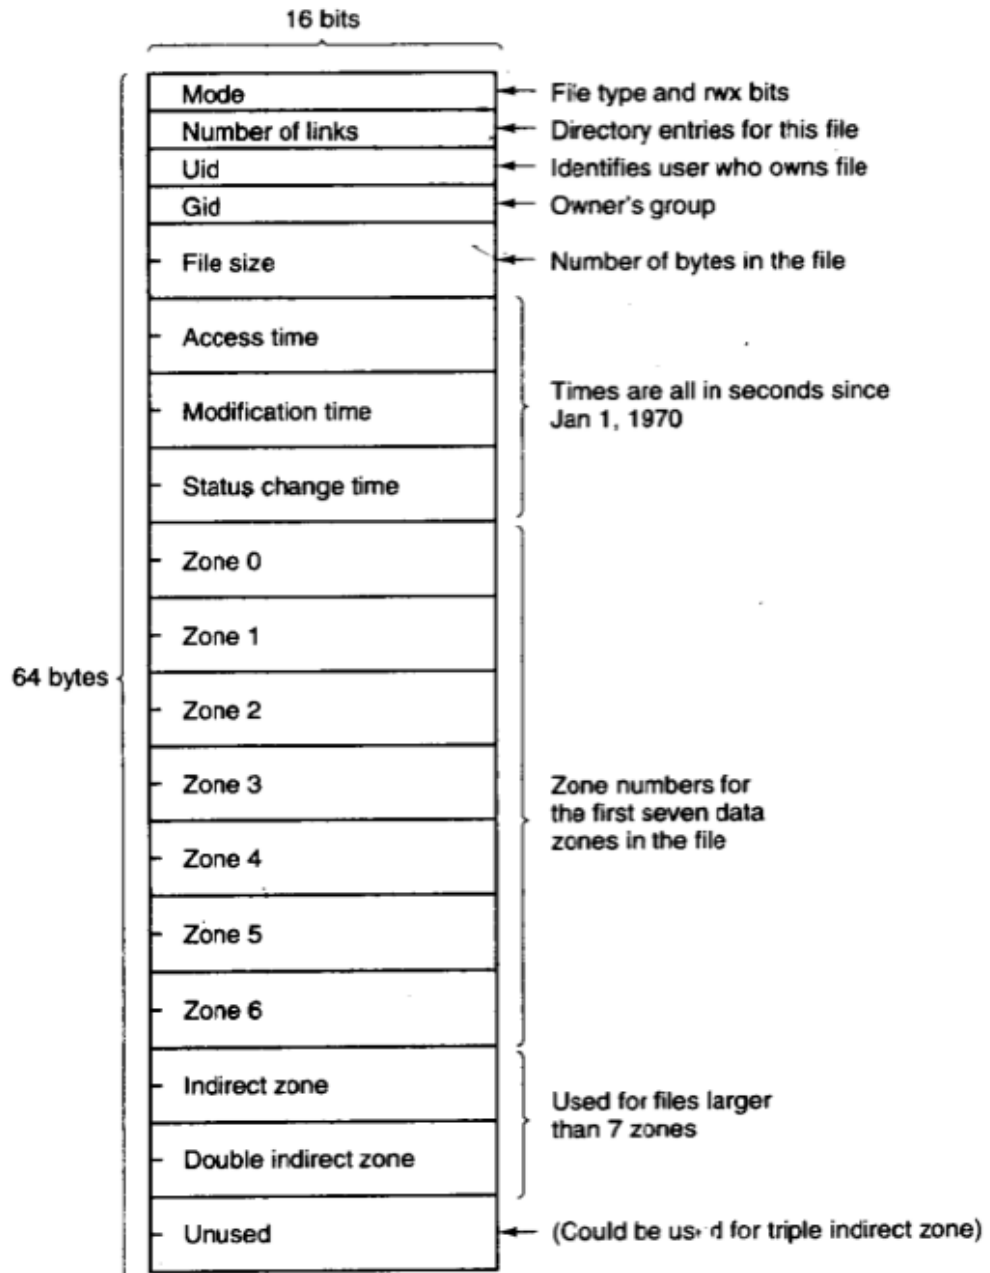 16 bits
Mode
File type and rwx bits
Number of links
Directory entries for this file
Uid
Identifies user who owns file
Gid
Owner's group
File size
Number of bytes in the file
Access time
Modification time
Status change time
Times are all in seconds since
Jan 1, 1970
Zone 0
Zone 1
64 bytes
Zone 2
Zone 3
Zone 4
Zone 5
Zone 6
Zone numbers for
the first seven data
zones in the file
Indirect zone
Double indirect zone
Used for files larger
than 7 zones
Unused
(Could be used for triple indirect zone)